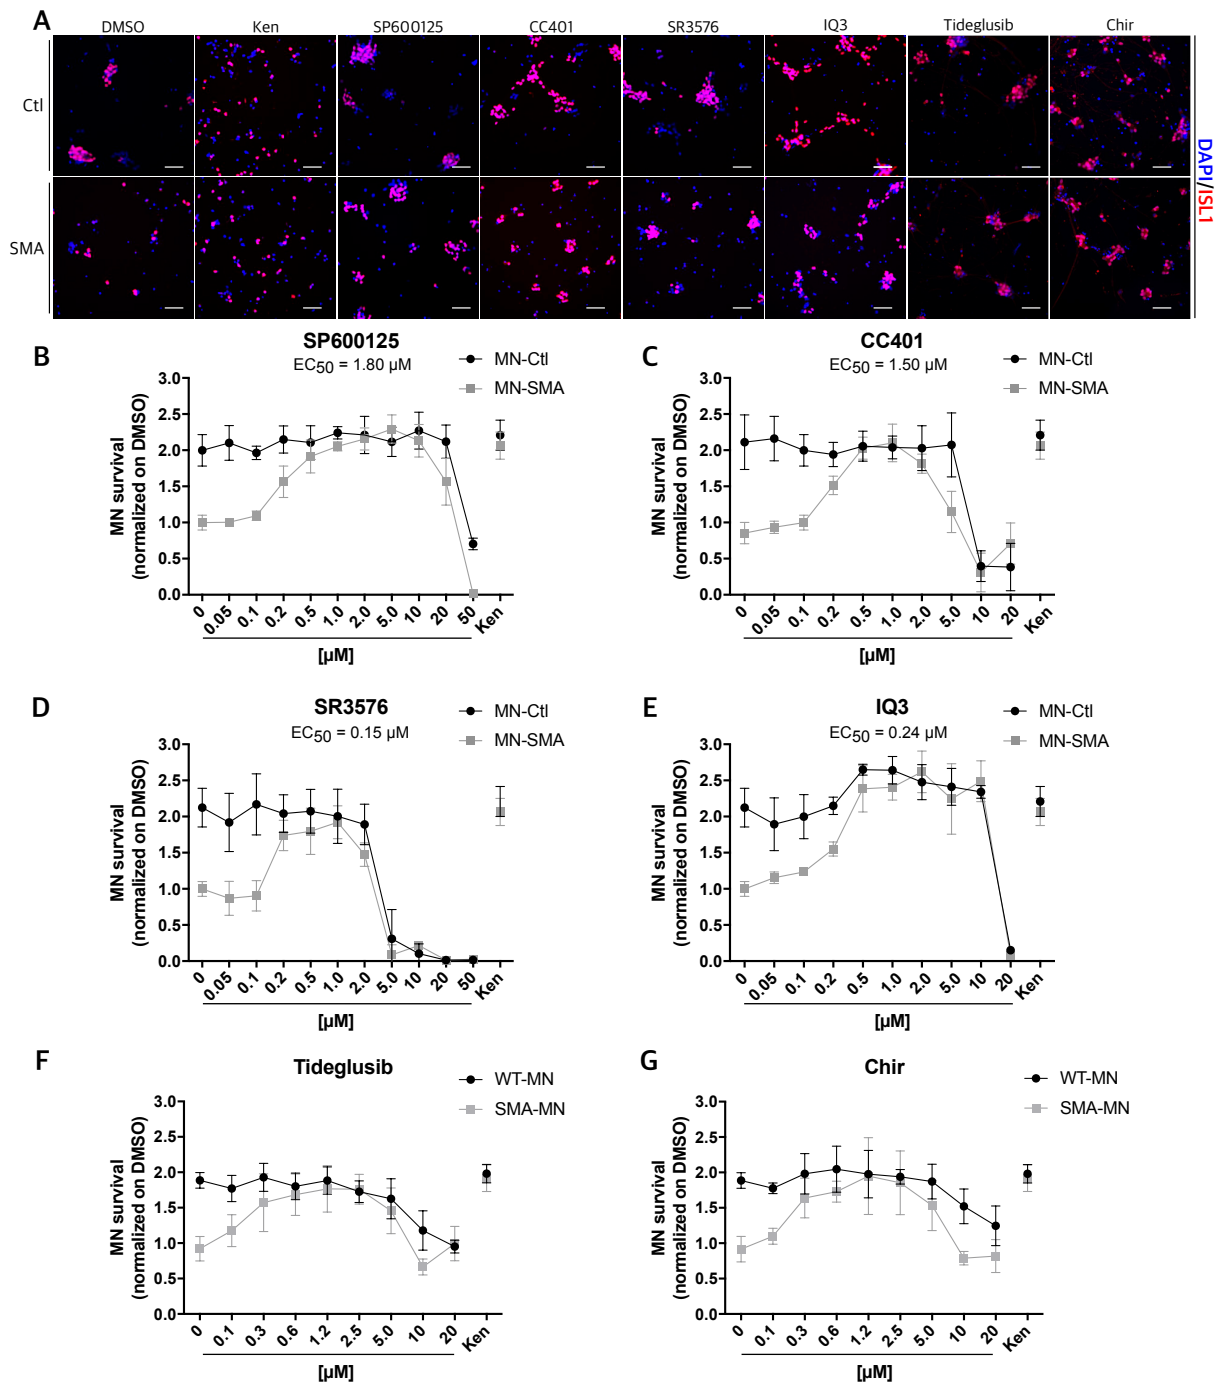 A
DMSO Ken SP600125 CC401 SR3576 IQ3 Tideglusib Chir
Ctl
SMA
DAPI/ISL1
B
SP600125
EC50 = 1.80 µM
MN-Ctl
MN-SMA
MN survival
(normalized on DMSO)
3.0
2.5
2.0
1.5
1.0
0.5
0.0
0 0.05 0.1 0.2 0.5 1.0 2.0 5.0 10 20 50 Ken
[µM]
C
CC401
EC50 = 1.50 µM
MN-Ctl
MN-SMA
MN survival
(normalized on DMSO)
3.0
2.5
2.0
1.5
1.0
0.5
0.0
0 0.05 0.1 0.2 0.5 1.0 2.0 5.0 10 20 Ken
[µM]
D
SR3576
EC50 = 0.15 µM
MN-Ctl
MN-SMA
MN survival
(normalized on DMSO)
3.0
2.5
2.0
1.5
1.0
0.5
0.0
0 0.05 0.1 0.2 0.5 1.0 2.0 5.0 10 20 50 Ken
[µM]
E
IQ3
EC50 = 0.24 µM
MN-Ctl
MN-SMA
MN survival
(normalized on DMSO)
3.0
2.5
2.0
1.5
1.0
0.5
0.0
0 0.05 0.1 0.2 0.5 1.0 2.0 5.0 10 20 Ken
[µM]
F
Tideglusib
WT-MN
SMA-MN
MN survival
(normalized on DMSO)
3.0
2.5
2.0
1.5
1.0
0.5
0.0
0 0.1 0.3 0.6 1.2 2.5 5.0 10 20 Ken
[µM]
G
Chir
WT-MN
SMA-MN
MN survival
(normalized on DMSO)
3.0
2.5
2.0
1.5
1.0
0.5
0.0
0 0.1 0.3 0.6 1.2 2.5 5.0 10 20 Ken
[µM]